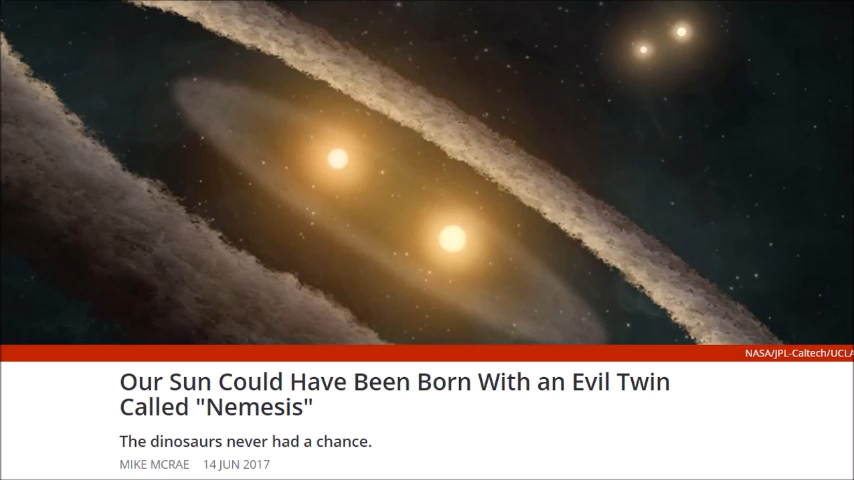 NASA/JPL-Caltech/UCLA
Our Sun Could Have Been Born With an Evil Twin
Called "Nemesis"
The dinosaurs never had a chance.
MIKE MCRAE 14 JUN 2017